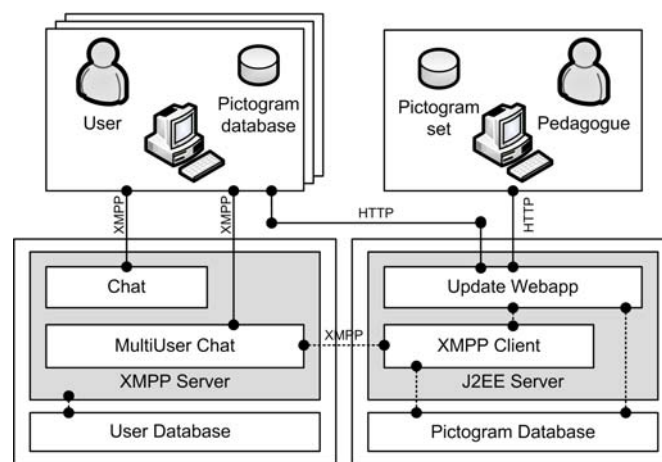 User
Pictogram
database
Pictogram
set
Pedagogue
XMPP
XMPP
HTTP
HTTP
Chat
Update Webapp
MultiUser Chat
XMPP
XMPP Client
XMPP Server
J2EE Server
User Database
Pictogram Database